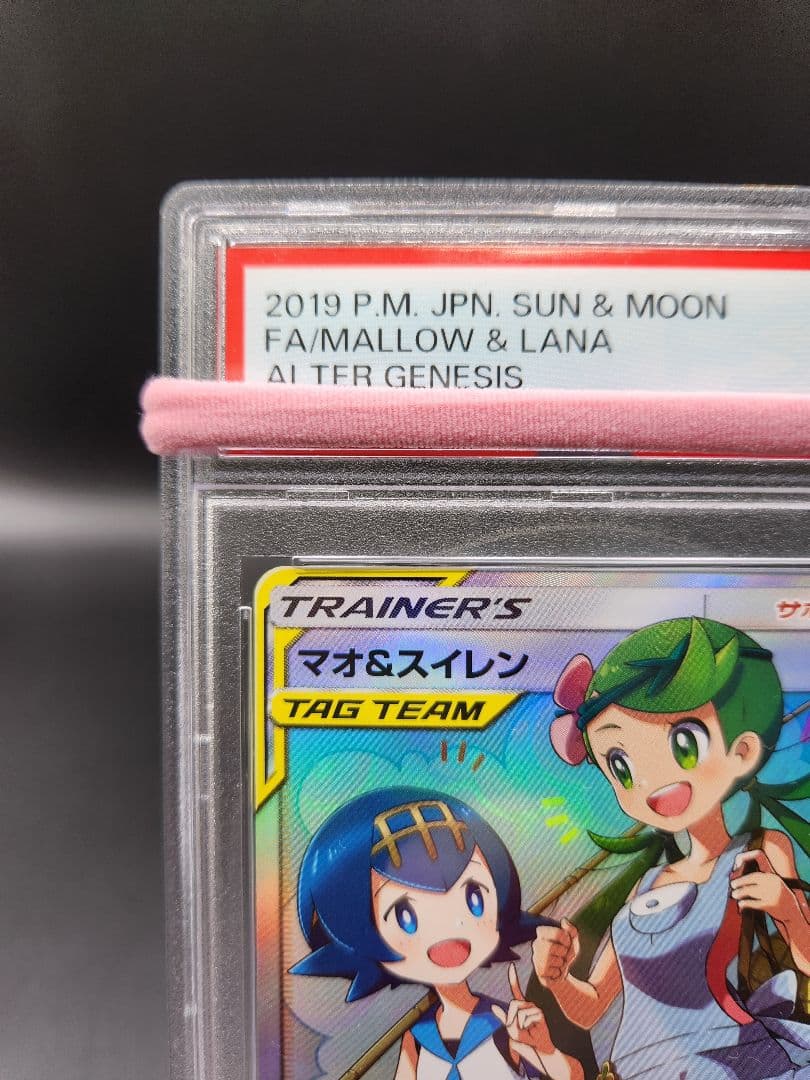 2019 P.M. JPN. SUN & MOON
FA/MALLOW & LANA
ALTER GENESIS
TRAINER'S
マオ&スイレン
TAG TEAM